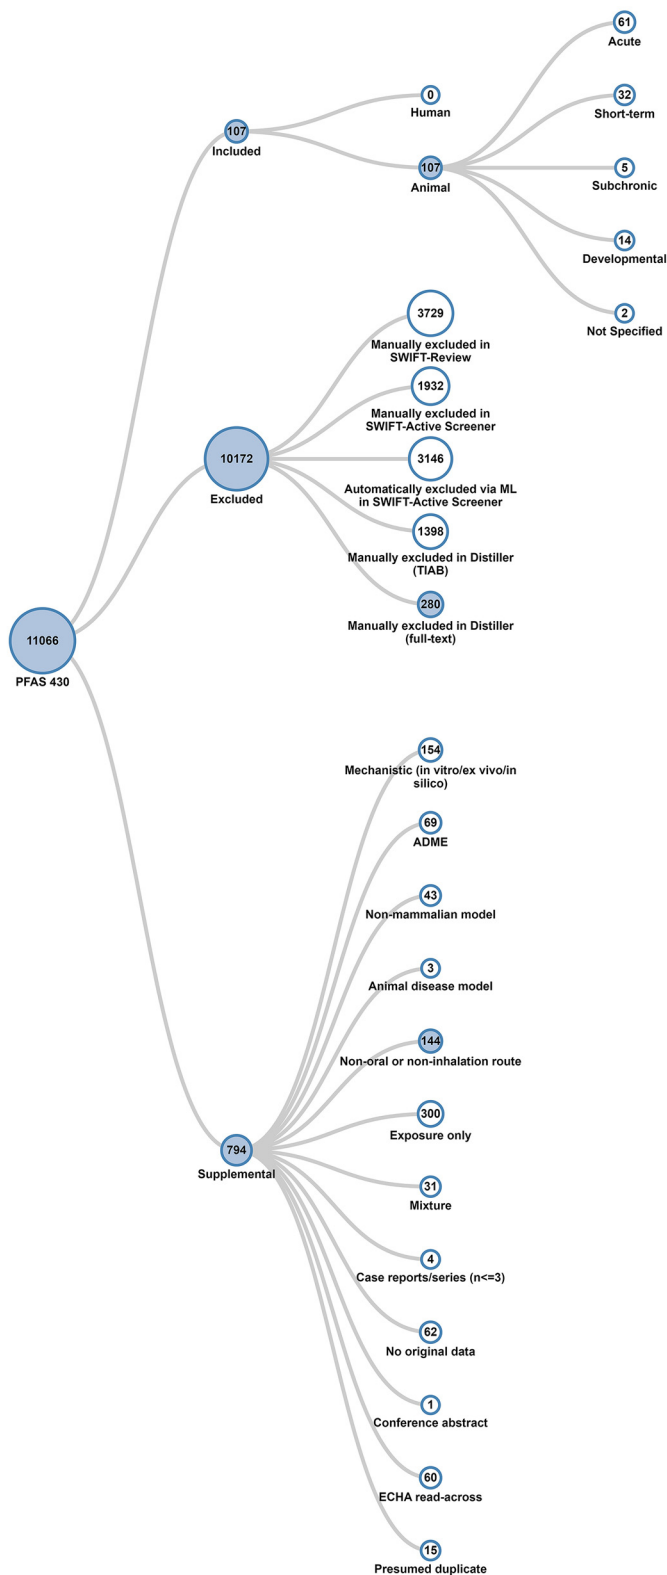 61
Acute
0
Human
32
Short-term
107
Included
107
Animal
5
Subchronic
14
Developmental
2
Not Specified
3729
Manually excluded in
SWIFT-Review
1932
Manually excluded in
SWIFT-Active Screener
10172
Excluded
3146
Automatically excluded via ML
in SWIFT-Active Screener
1398
Manually excluded in Distiller
(TIAB)
280
Manually excluded in Distiller
(full-text)
11066
PFAS 430
154
Mechanistic (in vitro/ex vivo/in
silico)
69
ADME
43
Non-mammalian model
3
Animal disease model
144
Non-oral or non-inhalation route
300
Exposure only
794
Supplemental
31
Mixture
4
Case reports/series (n<=3)
62
No original data
1
Conference abstract
60
ECHA read-across
15
Presumed duplicate